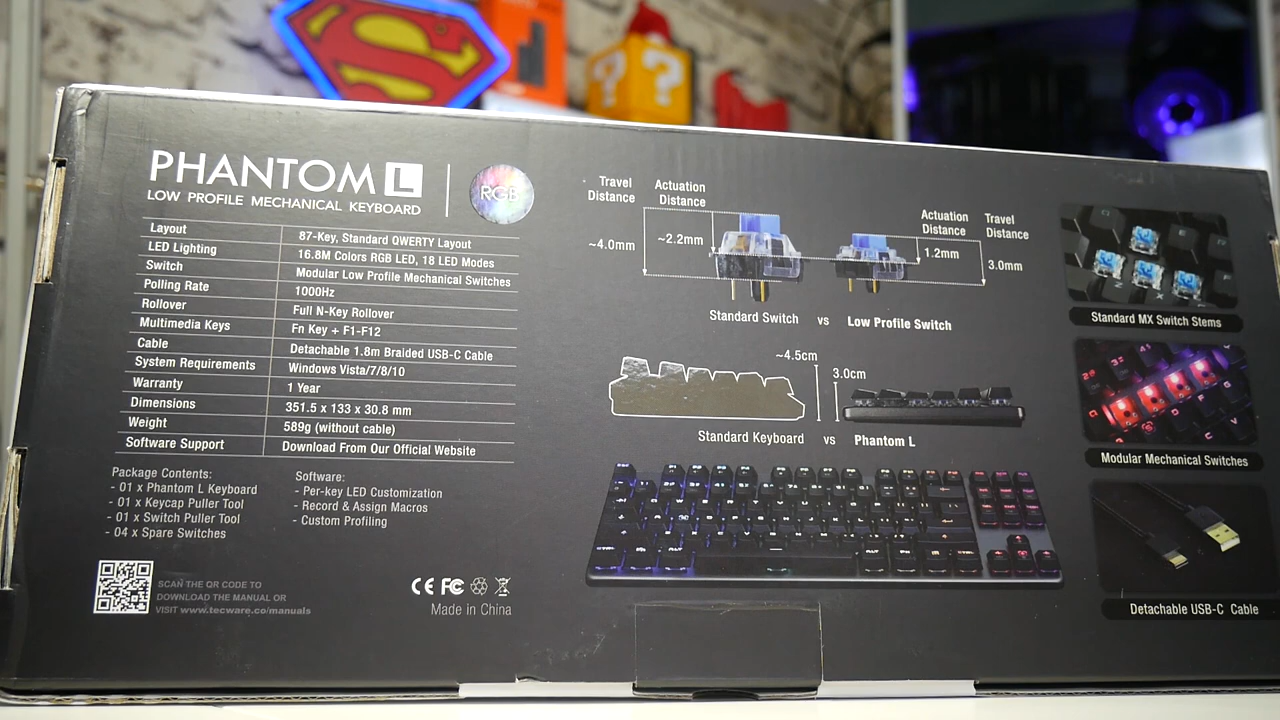 PHANTOM L
LOW PROFILE MECHANICAL KEYBOARD
RGB
Layout 87-Key, Standard QWERTY Layout
LED Lighting 16.8M Colors RGB LED, 18 LED Modes
Switch Modular Low Profile Mechanical Switches
Polling Rate 1000Hz
Rollover Full N-Key Rollover
Multimedia Keys Fn Key + F1-F12
Cable Detachable 1.8m Braided USB-C Cable
System Requirements Windows Vista/7/8/10
Warranty 1 Year
Dimensions 351.5 x 133 x 30.8 mm
Weight 589g (without cable)
Software Support Download From Our Official Website
Package Contents:
- 01 x Phantom L Keyboard
- 01 x Keycap Puller Tool
- 01 x Switch Puller Tool
- 04 x Spare Switches
Software:
- Per-key LED Customization
- Record & Assign Macros
- Custom Profiling
SCAN THE QR CODE TO
DOWNLOAD THE MANUAL OR
VISIT www.tecware.co/manuals
CE FC
Made in China
Travel
Distance
Actuation
Distance
~4.0mm
~2.2mm
Actuation
Distance
Travel
Distance
1.2mm
3.0mm
Standard Switch vs Low Profile Switch
~4.5cm
3.0cm
Standard Keyboard vs Phantom L
Standard MX Switch Stems
Modular Mechanical Switches
Detachable USB-C Cable
S
? ?